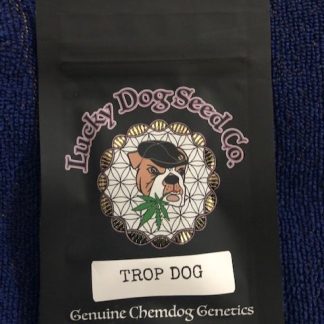 Lucky Dog Seed Co.
TROP DOG
Genuine Chemdog Genetics